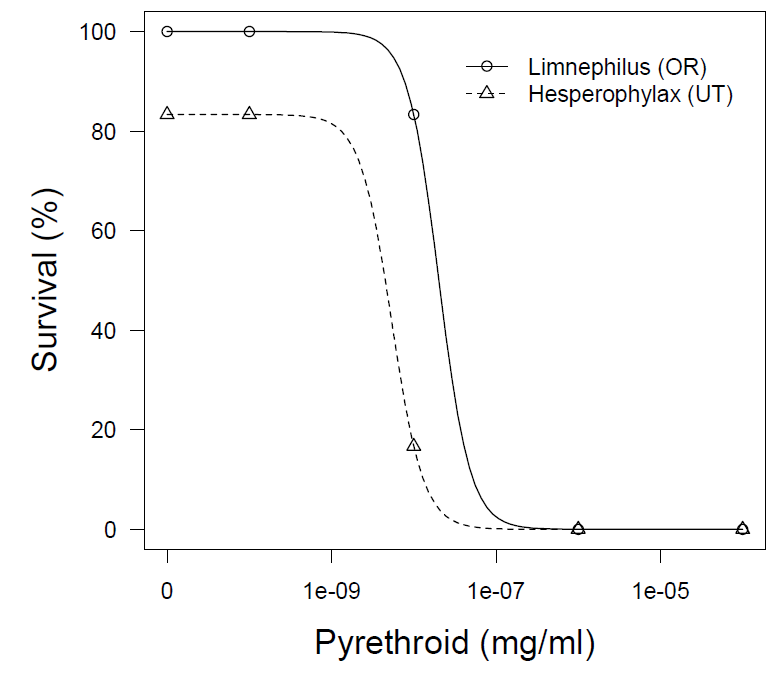 Survival (%)
100
80
60
40
20
0
Limnephilus (OR)
Hesperophylax (UT)
0
1e-09
1e-07
1e-05
Pyrethroid (mg/ml)